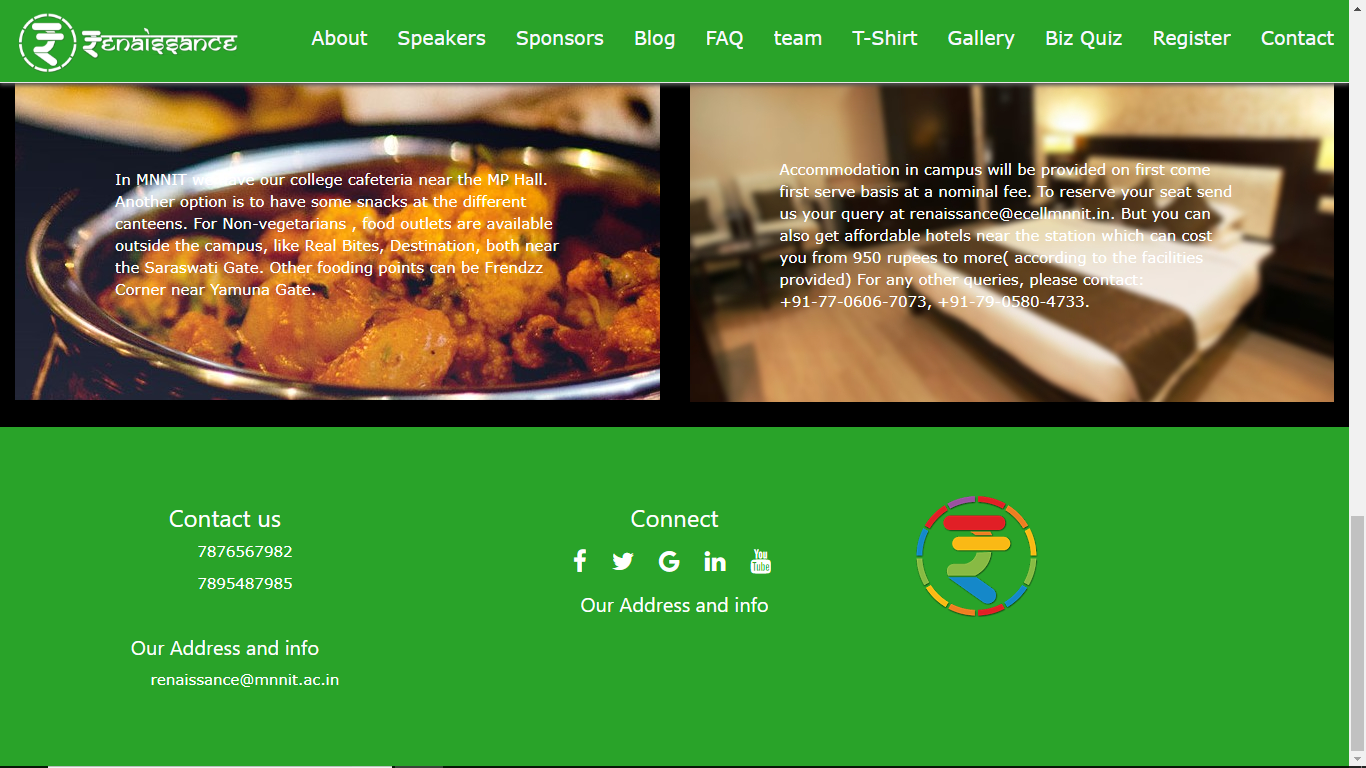 Renaissance
About Speakers Sponsors Blog FAQ team T-Shirt Gallery Biz Quiz Register Contact
In MNNIT we have our college cafeteria near the MP Hall.
Another option is to have some snacks at the different
canteens. For Non-vegetarians , food outlets are available
outside the campus, like Real Bites, Destination, both near
the Saraswati Gate. Other fooding points can be Frendzz
Corner near Yamuna Gate.
Accommodation in campus will be provided on first come
first serve basis at a nominal fee. To reserve your seat send
us your query at renaissance@ecellmnnit.in. But you can
also get affordable hotels near the station which can cost
you from 950 rupees to more( according to the facilities
provided) For any other queries, please contact:
+91-77-0606-7073, +91-79-0580-4733.
Contact us
7876567982
7895487985
Our Address and info
renaissance@mnnit.ac.in
Connect
You
Tube
Our Address and info